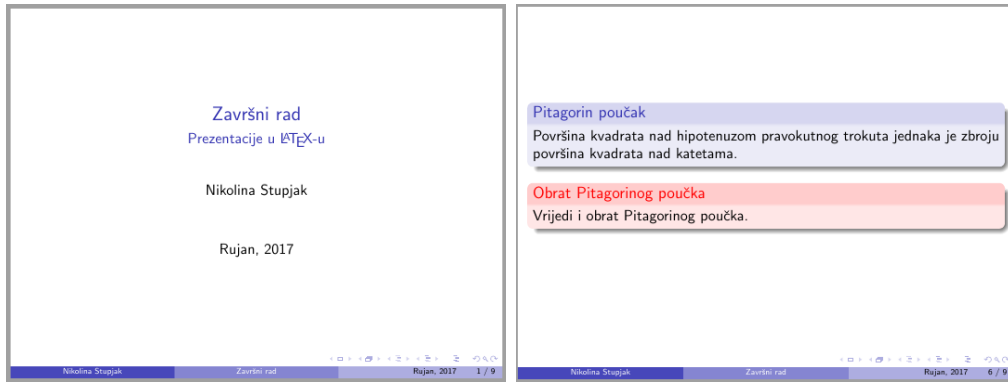 Završni rad
Prezentacije u LATEX-u
Nikolina Stupjak
Rujan, 2017
Nikolina Stupjak Završni rad Rujan, 2017 1 / 9
Pitagorin poučak
Površina kvadrata nad hipotenuzom pravokutnog trokuta jednaka je zbroju
površina kvadrata nad katetama.
Obrat Pitagorinog poučka
Vrijedi i obrat Pitagorinog poučka.
Nikolina Stupjak Završni rad Rujan, 2017 6 / 9